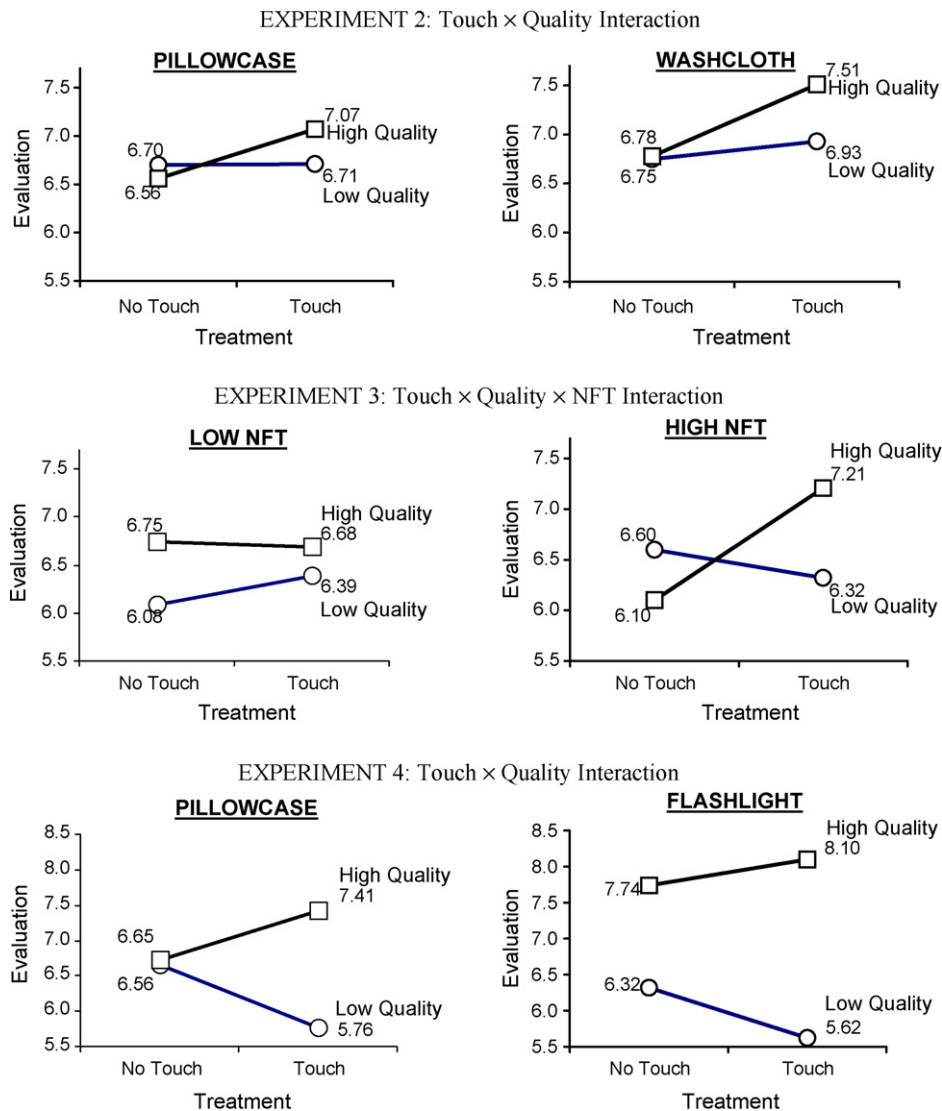 EXPERIMENT 2: Touch × Quality Interaction
PILLOWCASE
7.5
7.0
6.5
6.0
5.5
Evaluation
6.70
6.56
7.07
High Quality
6.71
Low Quality
No Touch
Touch
Treatment
WASHCLOTH
7.5
7.0
6.5
6.0
5.5
Evaluation
6.78
6.75
7.51
High Quality
6.93
Low Quality
No Touch
Touch
Treatment
EXPERIMENT 3: Touch × Quality × NFT Interaction
LOW NFT
7.5
7.0
6.5
6.0
5.5
Evaluation
6.75
6.08
High Quality
6.68
6.39
Low Quality
No Touch
Touch
Treatment
HIGH NFT
7.5
7.0
6.5
6.0
5.5
Evaluation
6.60
6.10
High Quality
7.21
6.32
Low Quality
No Touch
Touch
Treatment
EXPERIMENT 4: Touch × Quality Interaction
PILLOWCASE
8.5
8.0
7.5
7.0
6.5
6.0
5.5
Evaluation
6.65
6.56
High Quality
7.41
Low Quality
5.76
No Touch
Touch
Treatment
FLASHLIGHT
8.5
8.0
7.5
7.0
6.5
6.0
5.5
Evaluation
7.74
6.32
High Quality
8.10
Low Quality
5.62
No Touch
Touch
Treatment